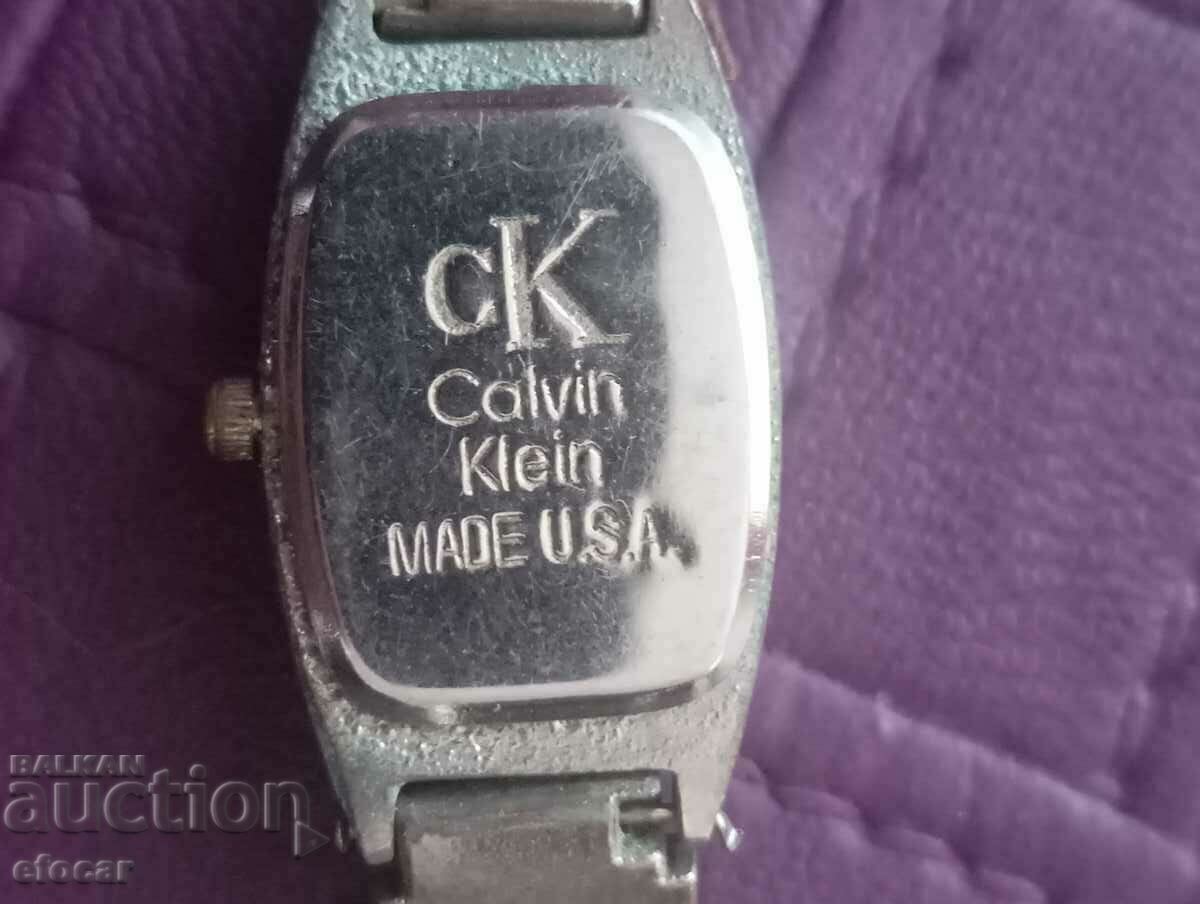 cK
Calvin
Klein
MADE U.S.A.
BALKAN
auction
efocar